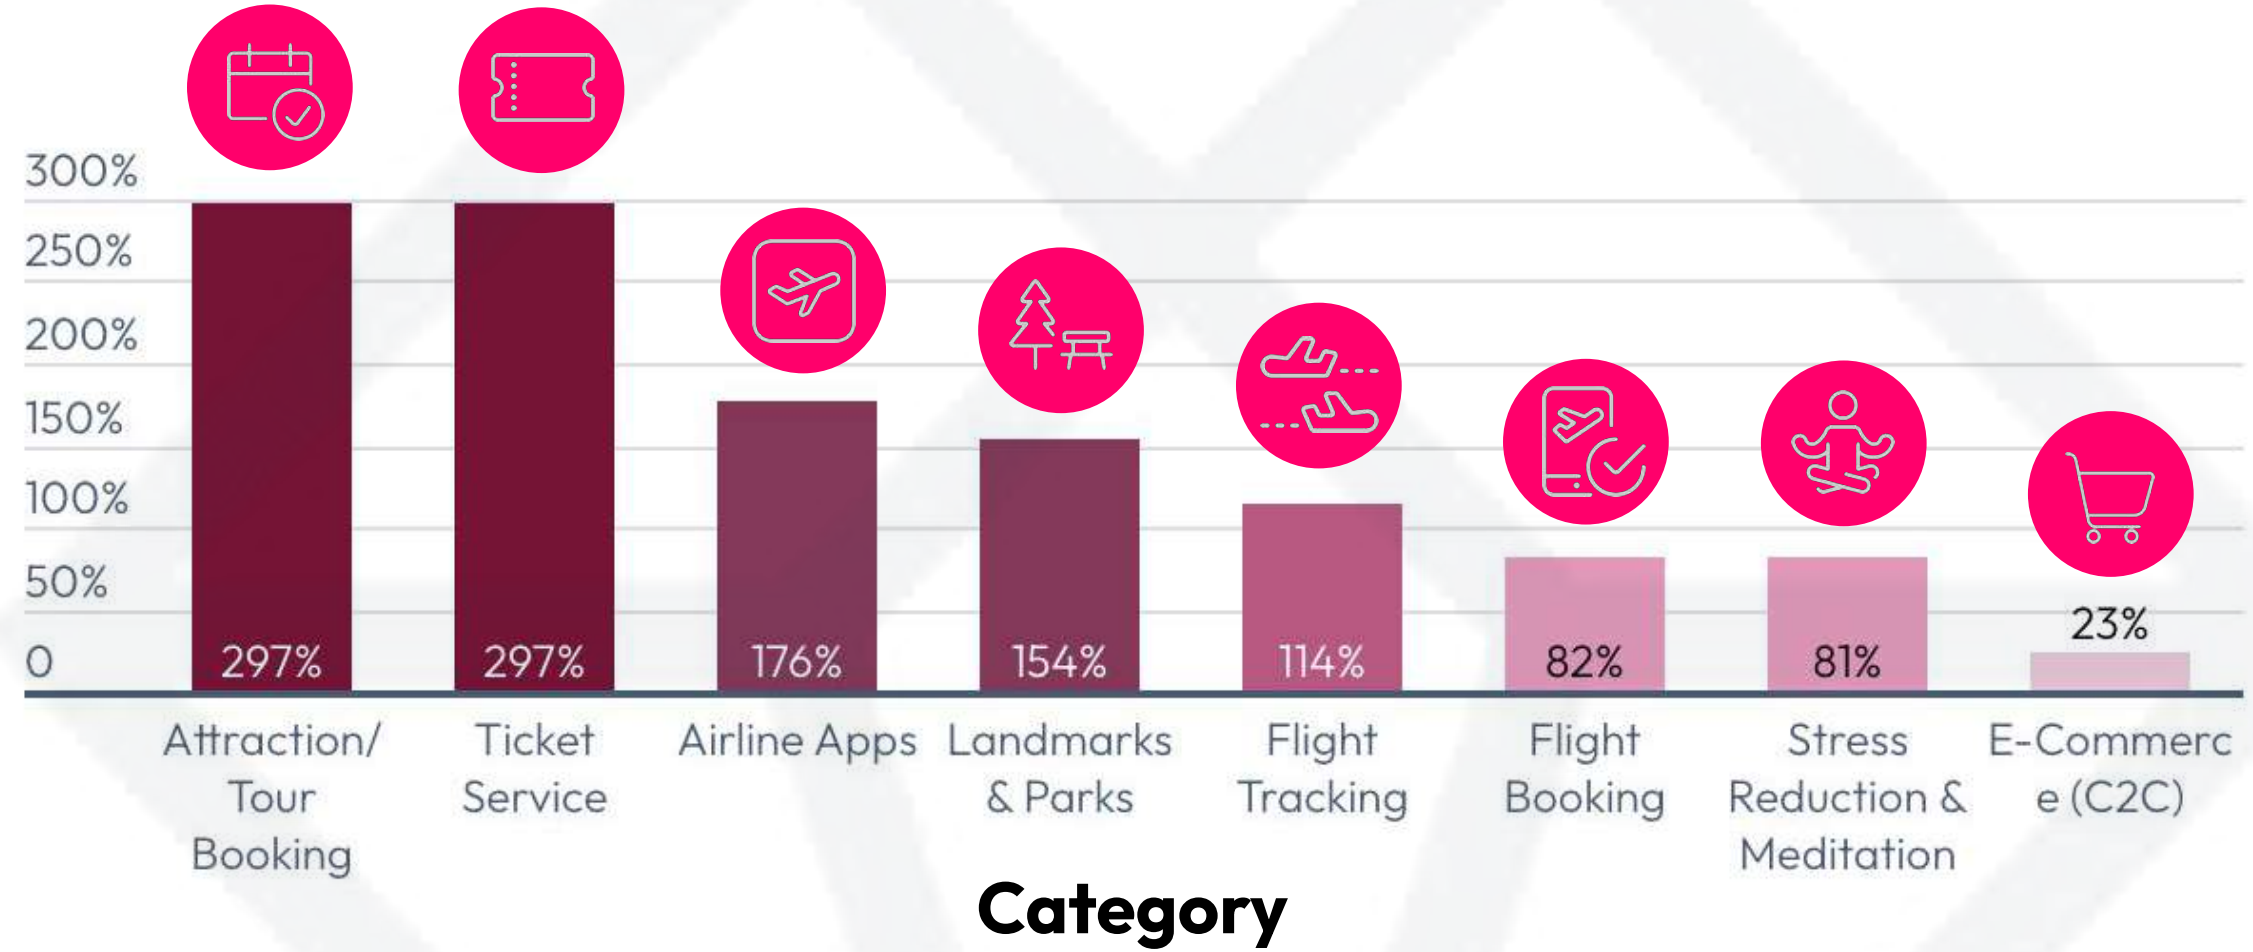 300%
250%
200%
150%
100%
50%
0
297%
297%
176%
154%
114%
82%
81%
23%
Attraction/
Tour
Booking
Ticket
Service
Airline Apps
Landmarks
& Parks
Flight
Tracking
Flight
Booking
Stress
Reduction &
Meditation
E-Commerc
e (C2C)
Category